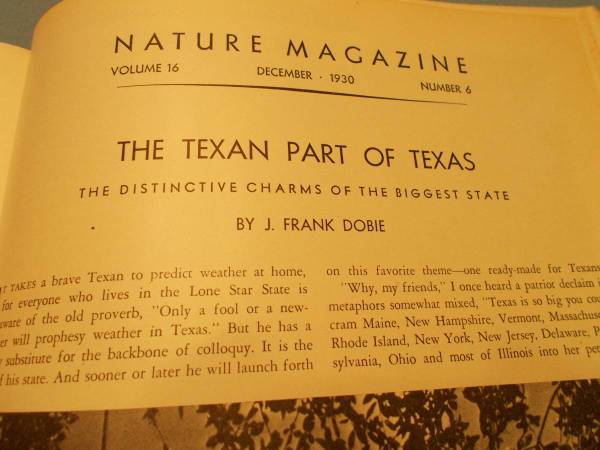 NATURE MAGAZINE
VOLUME 16
DECEMBER · 1930
NUMBER 6
THE TEXAN PART OF TEXAS
THE DISTINCTIVE CHARMS OF THE BIGGEST STATE
BY J. FRANK DOBIE
TAKES a brave Texan to predict weather at home,
for everyone who lives in the Lone Star State is
of the old proverb, "Only a fool or a new-
will prophesy weather in Texas." But he has a
substitute for the backbone of colloquy. It is the
of his state. And sooner or later he will launch forth
on this favorite theme—one ready-made for Texans
"Why, my friends," I once heard a patriot declaim
metaphors somewhat mixed, "Texas is so big you
cram Maine, New Hampshire, Vermont,
Rhode Island, New York, New Jersey, Delaware,
sylvania, Ohio and most of Illinois into her